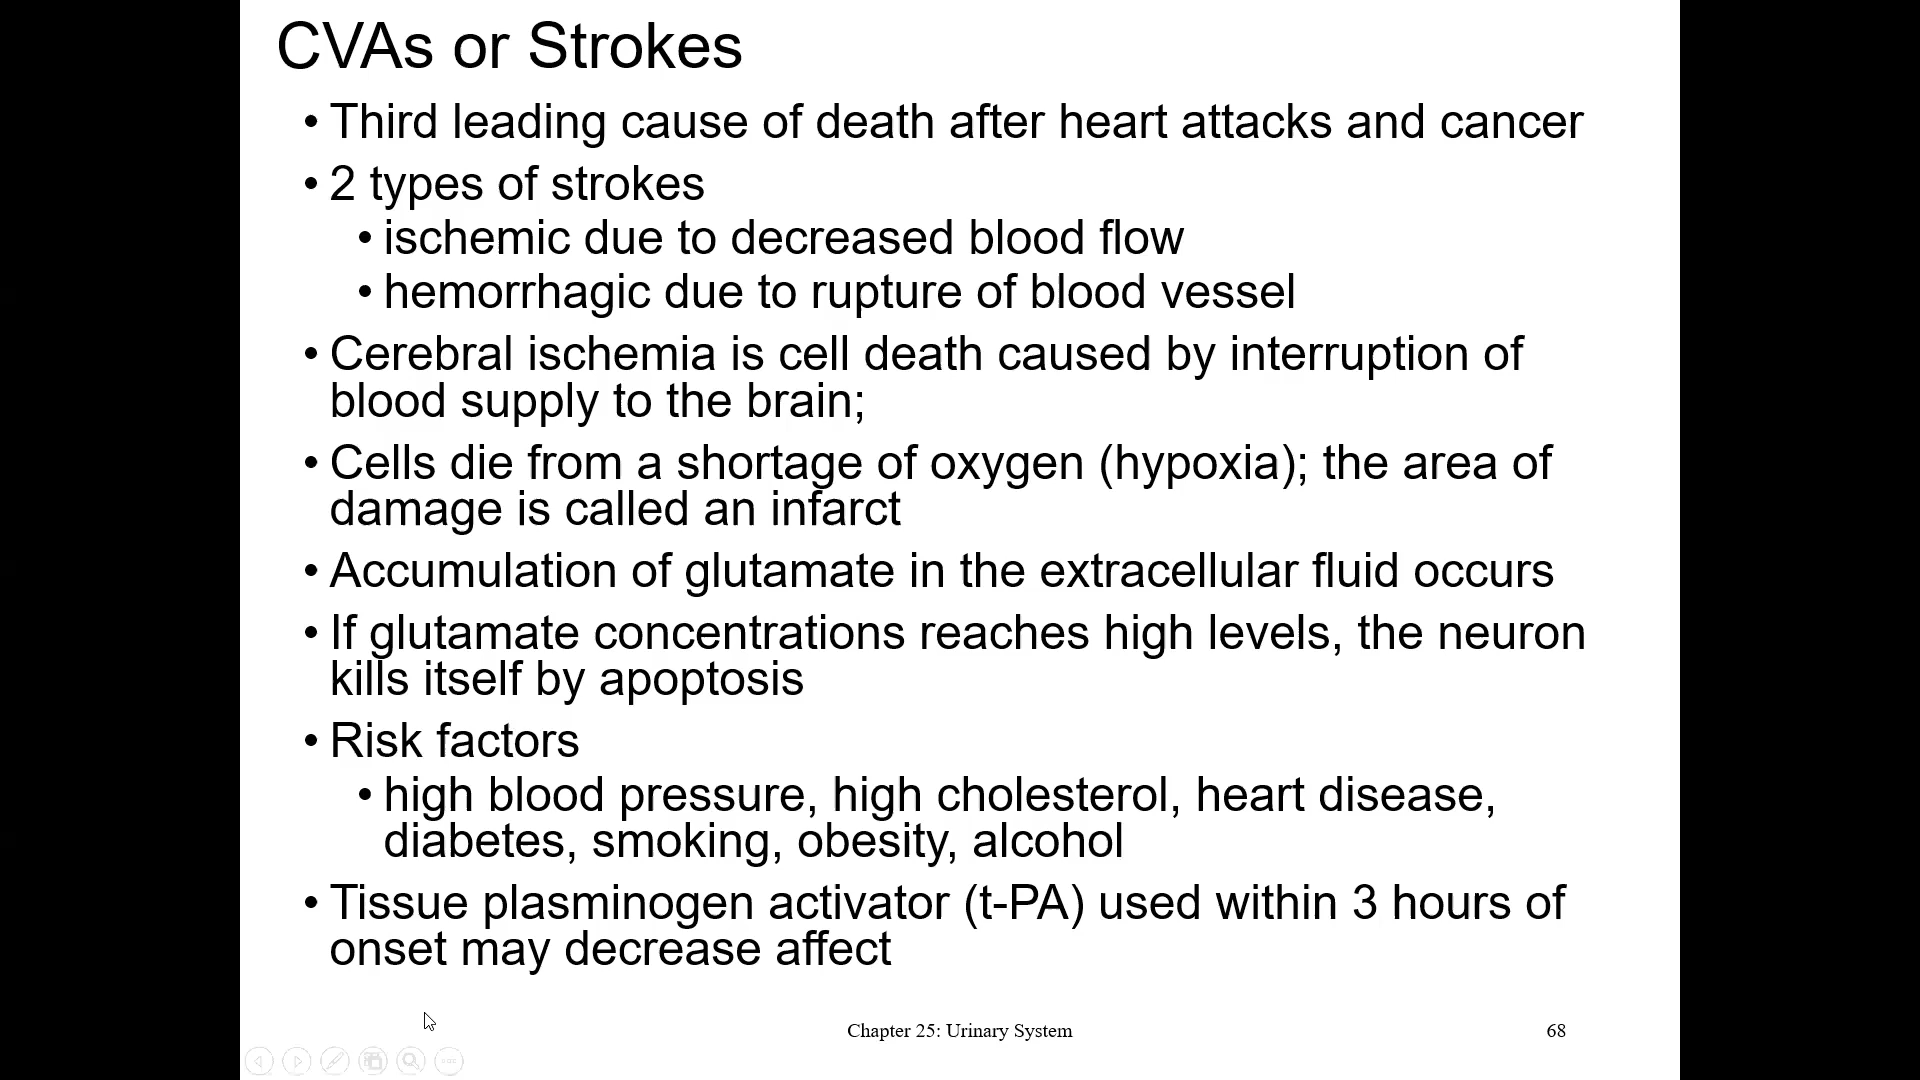 CVAs or Strokes
• Third leading cause of death after heart attacks and cancer
• 2 types of strokes
• ischemic due to decreased blood flow
• hemorrhagic due to rupture of blood vessel
• Cerebral ischemia is cell death caused by interruption of
blood supply to the brain;
• Cells die from a shortage of oxygen (hypoxia); the area of
damage is called an infarct
• Accumulation of glutamate in the extracellular fluid occurs
• If glutamate concentrations reaches high levels, the neuron
kills itself by apoptosis
• Risk factors
• high blood pressure, high cholesterol, heart disease,
diabetes, smoking, obesity, alcohol
• Tissue plasminogen activator (t-PA) used within 3 hours of
onset may decrease affect
Chapter 25: Urinary System
68